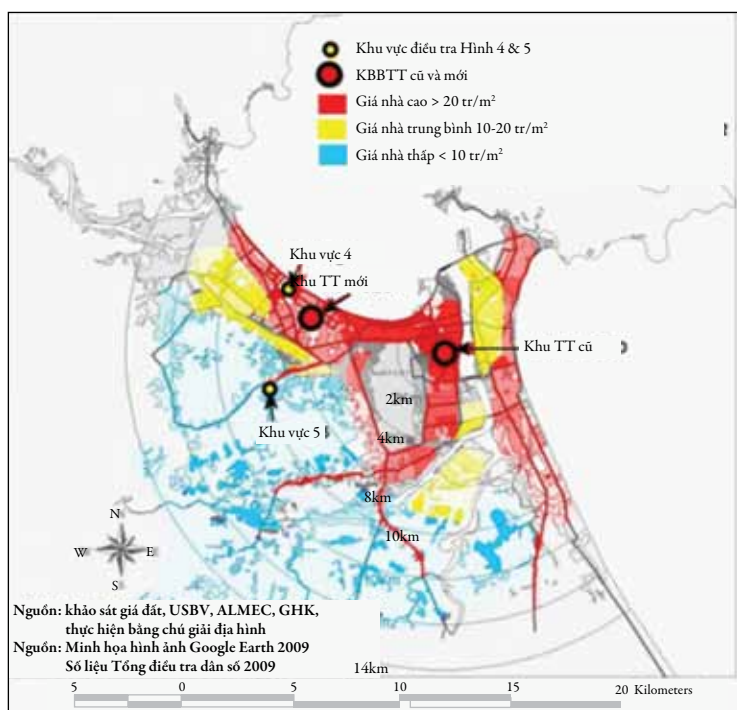 Khu vực điều tra Hình 4 & 5
KBBTT cũ và mới
Giá nhà cao > 20 tr/m²
Giá nhà trung bình 10-20 tr/m²
Giá nhà thấp < 10 tr/m²
Khu vực 4
Khu TT mới
Khu TT cũ
2km
Khu vực 5
4km
8km
10km
N
W E
S
Nguồn: khảo sát giá đất, USBV, ALMEC, GHK,
thực hiện bằng chú giải địa hình
Nguồn: Minh họa hình ảnh Google Earth 2009
Số liệu Tổng điều tra dân số 2009
14km
5 0 5 10 15 20 Kilometers